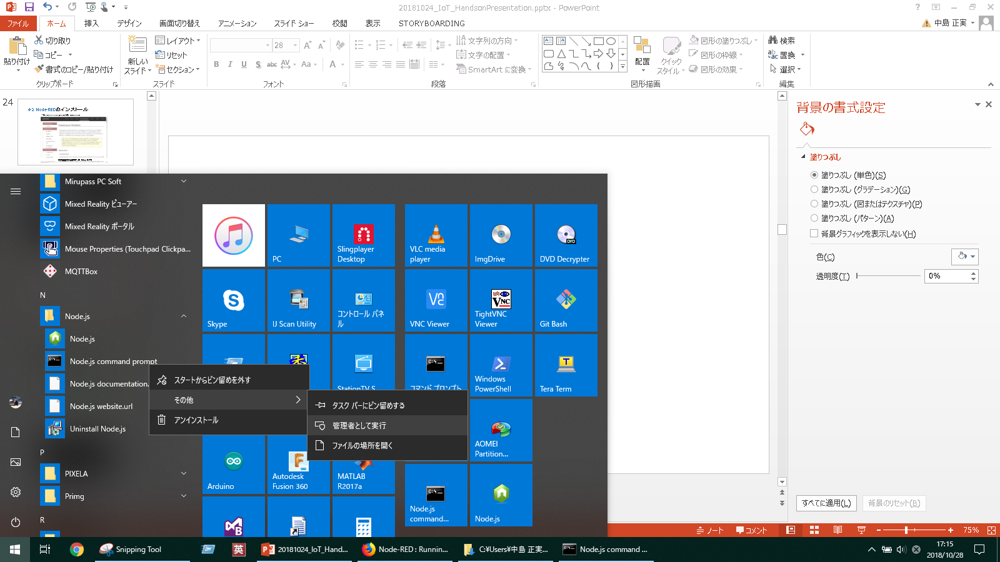 20181024_IoT_HandsonPresentation.pptx - PowerPoint
ファイル ホーム 挿入 デザイン 画面切り替え アニメーション スライド ショー 校閲 表示 STORYBOARDING 中島 正実
貼り付け
切り取り
コピー
書式のコピー/貼り付け
クリップボード
新しい
スライド
レイアウト
リセット
セクション
スライド
28
B I U S abc AV Aa A
フォント
文字列の方向
文字の配置
SmartArt に変換
段落
配置
クイック
スタイル
図形の塗りつぶし
図形の枠線
図形の効果
図形描画
検索
置換
選択
編集
24
4-2 Node-REDのインストール
背景の書式設定
塗りつぶし
塗りつぶし (単色)(S)
塗りつぶし (グラデーション)(G)
塗りつぶし (図またはテクスチャ)(P)
塗りつぶし (パターン)(A)
背景グラフィックを表示しない(H)
色(C)
透明度(T) 0%
すべてに適用(L) 背景のリセット(B)
Mirupass PC Soft
Mixed Reality ビューアー
Mixed Reality ポータル
Mouse Properties (Touchpad Clickpa...
MQTTBox
N
Node.js
Node.js
Node.js command prompt
Node.js documentation.
Node.js website.url
Uninstall Node.js
P
PIXELA
Primg
R
スタートからピン留めを外す
その他
アンインストール
タスク バーにピン留めする
管理者として実行
ファイルの場所を開く
PC
Slingplayer
Desktop
VLC media
player
ImgDrive
DVD Decrypter
Skype
IJ Scan Utility
コントロール パネ
ル
VNC Viewer
TightVNC
Viewer
Git Bash
StationTV S
コマンド プロンプト
Windows
PowerShell
Tera Term
AOMEI
Partition...
Arduino
Autodesk
Fusion 360
MATLAB
R2017a
Node.js
command...
Node.js
ノート コメント 75%
Snipping Tool
英
20181024_IoT_Hand...
Node-RED : Runnin...
C:¥Users¥中島 正実...
Node.js command ...
17:15
2018/10/28